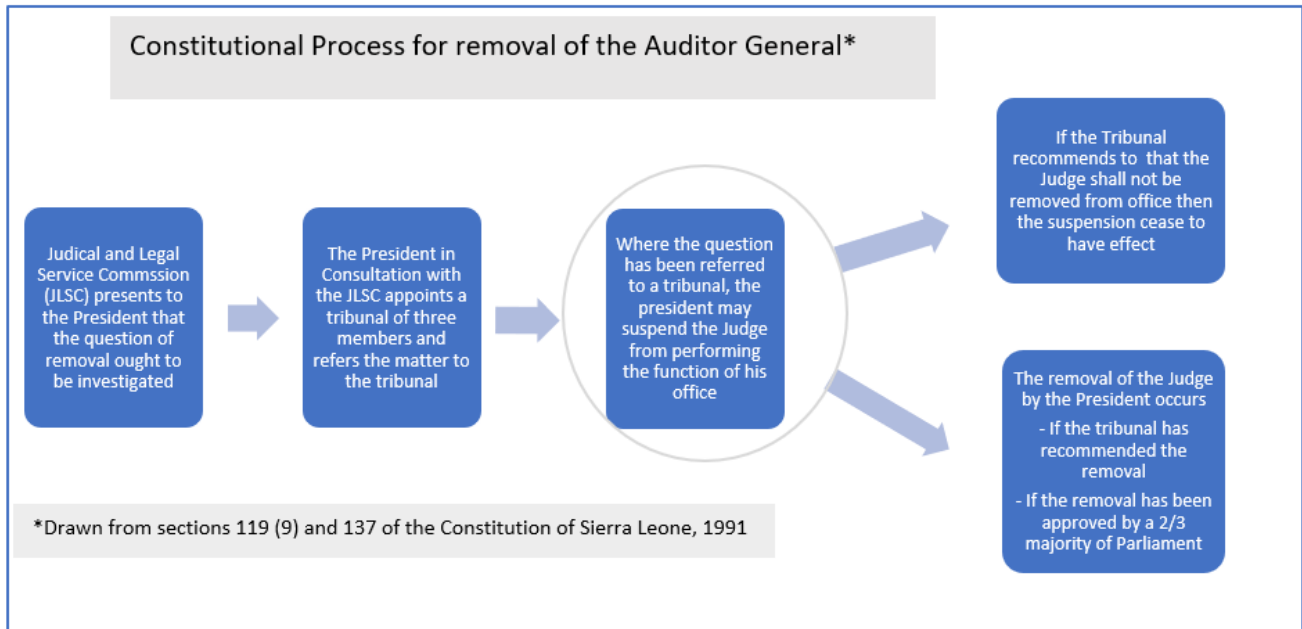 Constitutional Process for removal of the Auditor General*
Judical and Legal
Service Commssion
(JLSC) presents to
the President that
the question of
removal ought to
be investigated
The President in
Consultation with
the JLSC appoints a
tribunal of three
members and
refers the matter to
the tribunal
Where the question
has been referred
to a tribunal, the
president may
suspend the Judge
from performing
the function of his
office
If the Tribunal
recommends to that the
Judge shall not be
removed from office then
the suspension cease to
have effect
The removal of the Judge
by the President occurs
- If the tribunal has
recommended the
removal
- If the removal has been
approved by a 2/3
majority of Parliament
*Drawn from sections 119 (9) and 137 of the Constitution of Sierra Leone, 1991